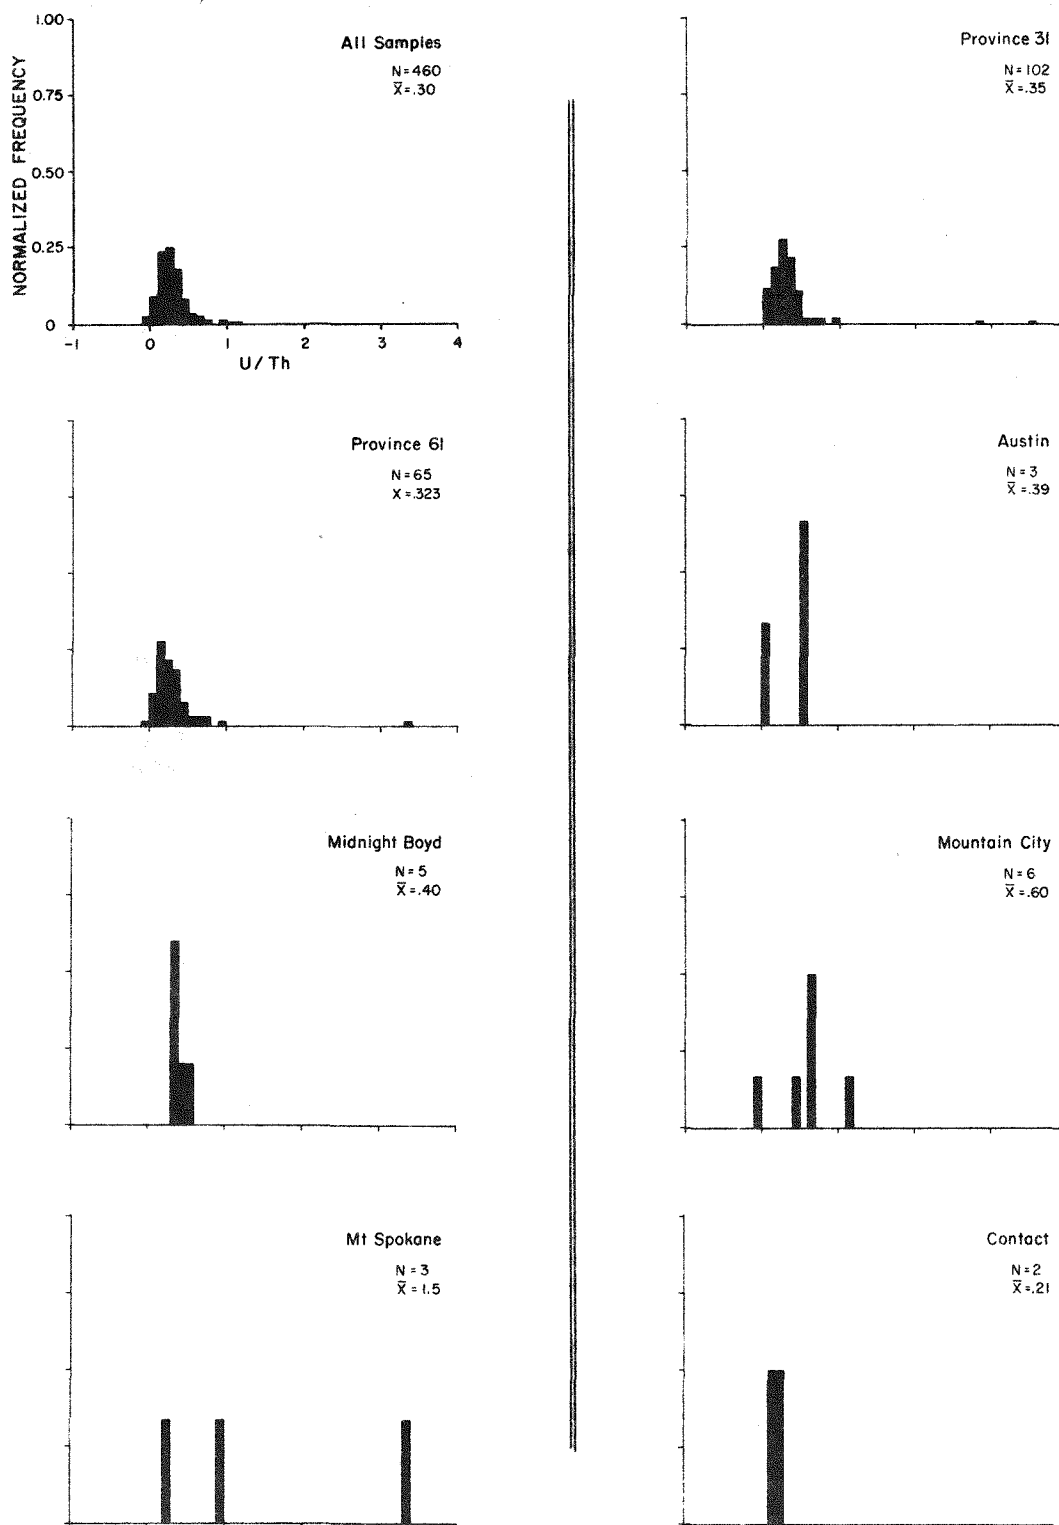 1.00
All Samples
N=460
X̄=.30
0.75
NORMALIZED FREQUENCY
0.50
0.25
0
-1 0 1 2 3 4
U/Th
Province 31
N=102
X̄=.35
Province 61
N=65
X=.323
Austin
N=3
X̄=.39
Midnight Boyd
N=5
X̄=.40
Mountain City
N=6
X̄=.60
Mt Spokane
N=3
X̄=1.5
Contact
N=2
X̄=.21